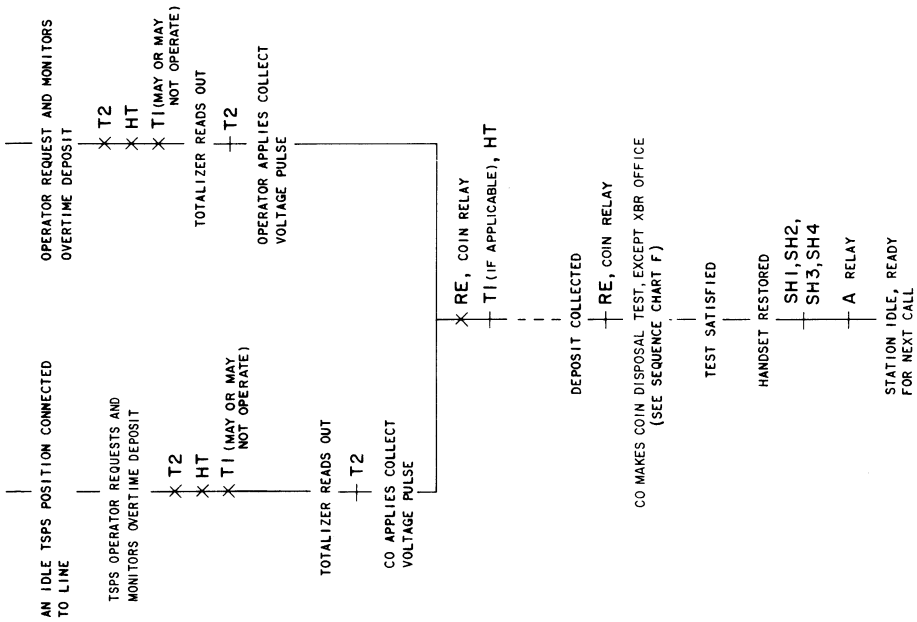 AN IDLE TSPS POSITION CONNECTED
TO LINE
TSPS OPERATOR REQUESTS AND
MONITORS OVERTIME DEPOSIT
T2
HT
T1 (MAY OR MAY
NOT OPERATE)
TOTALIZER READS OUT
T2
CO APPLIES COLLECT
VOLTAGE PULSE
OPERATOR REQUEST AND MONITORS
OVERTIME DEPOSIT
T2
HT
T1 (MAY OR MAY
NOT OPERATE)
TOTALIZER READS OUT
T2
OPERATOR APPLIES COLLECT
VOLTAGE PULSE
RE, COIN RELAY
T1 (IF APPLICABLE), HT
DEPOSIT COLLECTED
RE, COIN RELAY
CO MAKES COIN DISPOSAL TEST, EXCEPT XBR OFFICE
(SEE SEQUENCE CHART F)
TEST SATISFIED
HANDSET RESTORED
SH1, SH2,
SH3, SH4
A RELAY
STATION IDLE, READY
FOR NEXT CALL